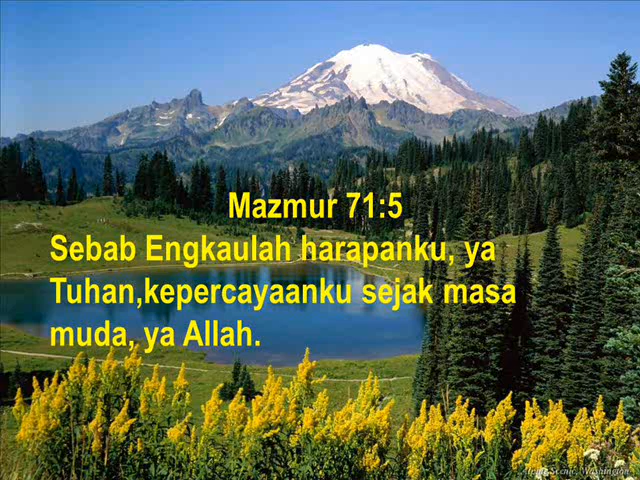 Mazmur 71:5
Sebab Engkaulah harapanku, ya
Tuhan,kepercayaanku sejak masa
muda, ya Allah.